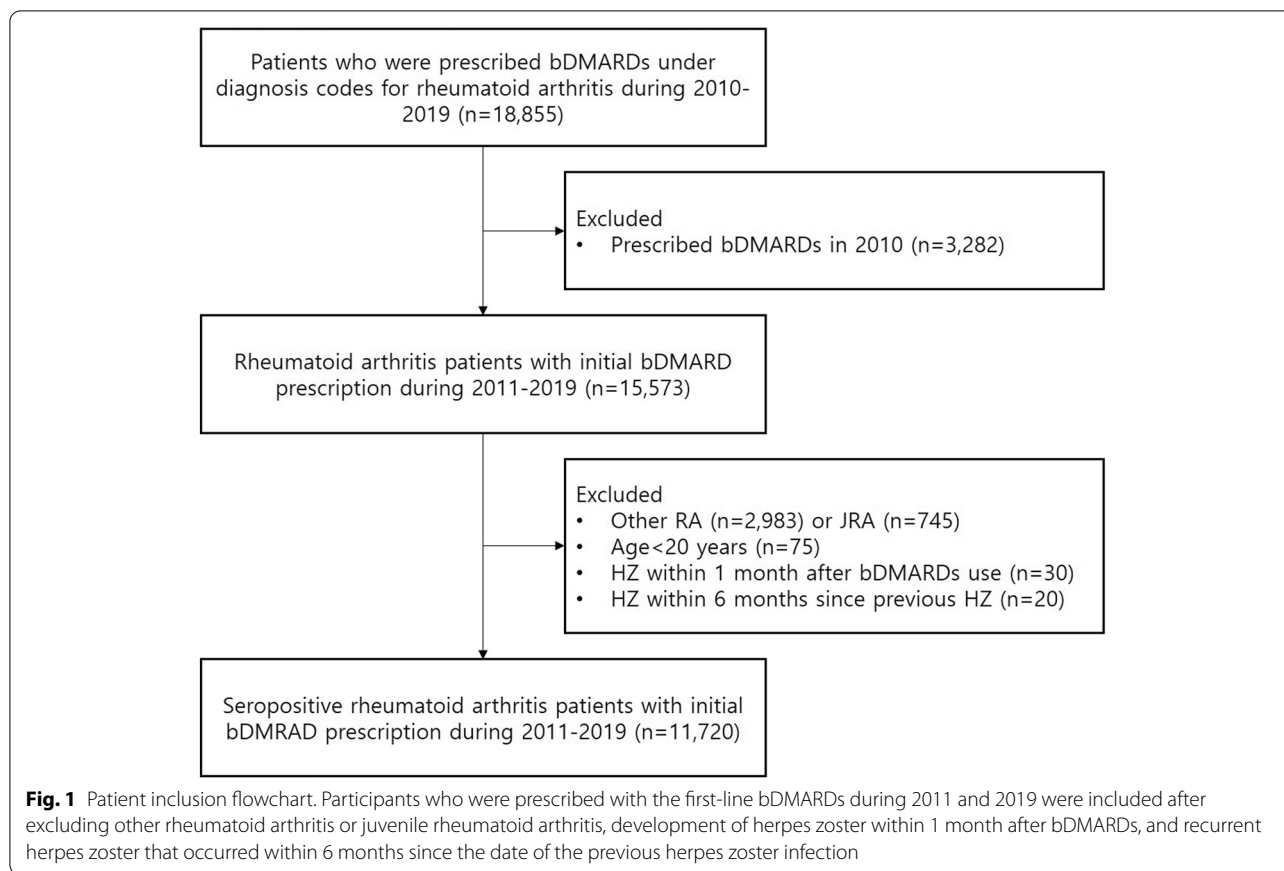 Patients who were prescribed bDMARDs under
diagnosis codes for rheumatoid arthritis during 2010-
2019 (n=18,855)
Excluded
• Prescribed bDMARDs in 2010 (n=3,282)
Rheumatoid arthritis patients with initial bDMARD
prescription during 2011-2019 (n=15,573)
Excluded
• Other RA (n=2,983) or JRA (n=745)
• Age<20 years (n=75)
• HZ within 1 month after bDMARDs use (n=30)
• HZ within 6 months since previous HZ (n=20)
Seropositive rheumatoid arthritis patients with initial
bDMRAD prescription during 2011-2019 (n=11,720)
Fig. 1 Patient inclusion flowchart. Participants who were prescribed with the first-line bDMARDs during 2011 and 2019 were included after
excluding other rheumatoid arthritis or juvenile rheumatoid arthritis, development of herpes zoster within 1 month after bDMARDs, and recurrent
herpes zoster that occurred within 6 months since the date of the previous herpes zoster infection